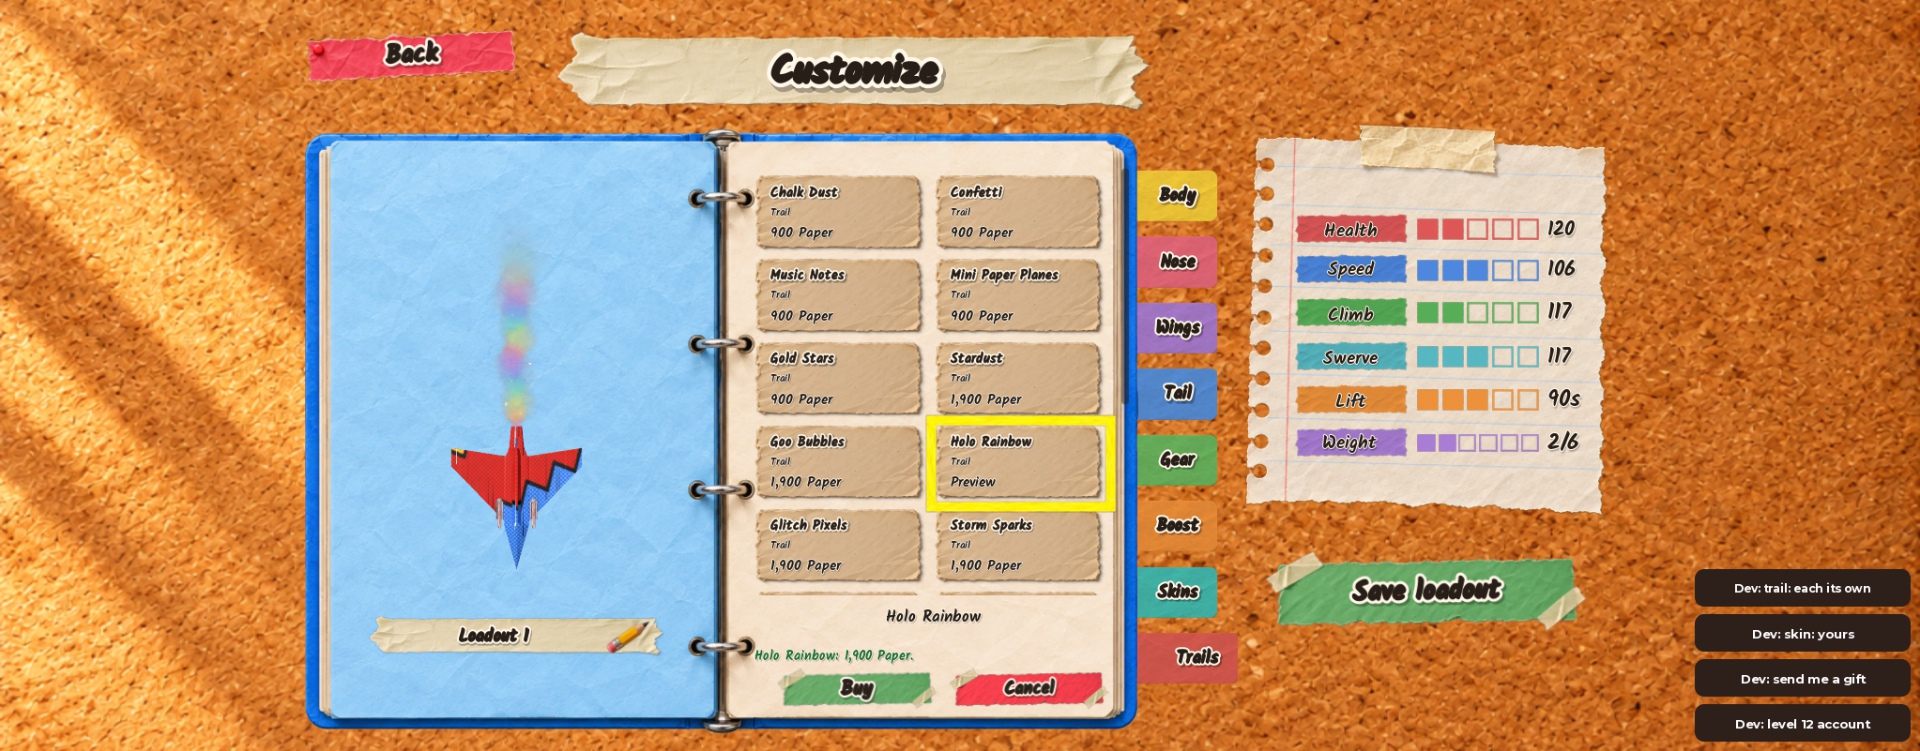 Back
Customize
Chalk Dust
Trail
900 Paper
Confetti
Trail
900 Paper
Music Notes
Trail
900 Paper
Mini Paper Planes
Trail
900 Paper
Gold Stars
Trail
900 Paper
Stardust
Trail
1,900 Paper
Goo Bubbles
Trail
1,900 Paper
Holo Rainbow
Trail
Preview
Glitch Pixels
Trail
1,900 Paper
Storm Sparks
Trail
1,900 Paper
Holo Rainbow
Holo Rainbow: 1,900 Paper.
Buy
Cancel
Loadout 1
Body
Nose
Wings
Tail
Gear
Boost
Skins
Trails
Health 120
Speed 106
Climb 117
Swerve 117
Lift 90s
Weight 2/6
Save loadout
Dev: trail: each its own
Dev: skin: yours
Dev: send me a gift
Dev: level 12 account